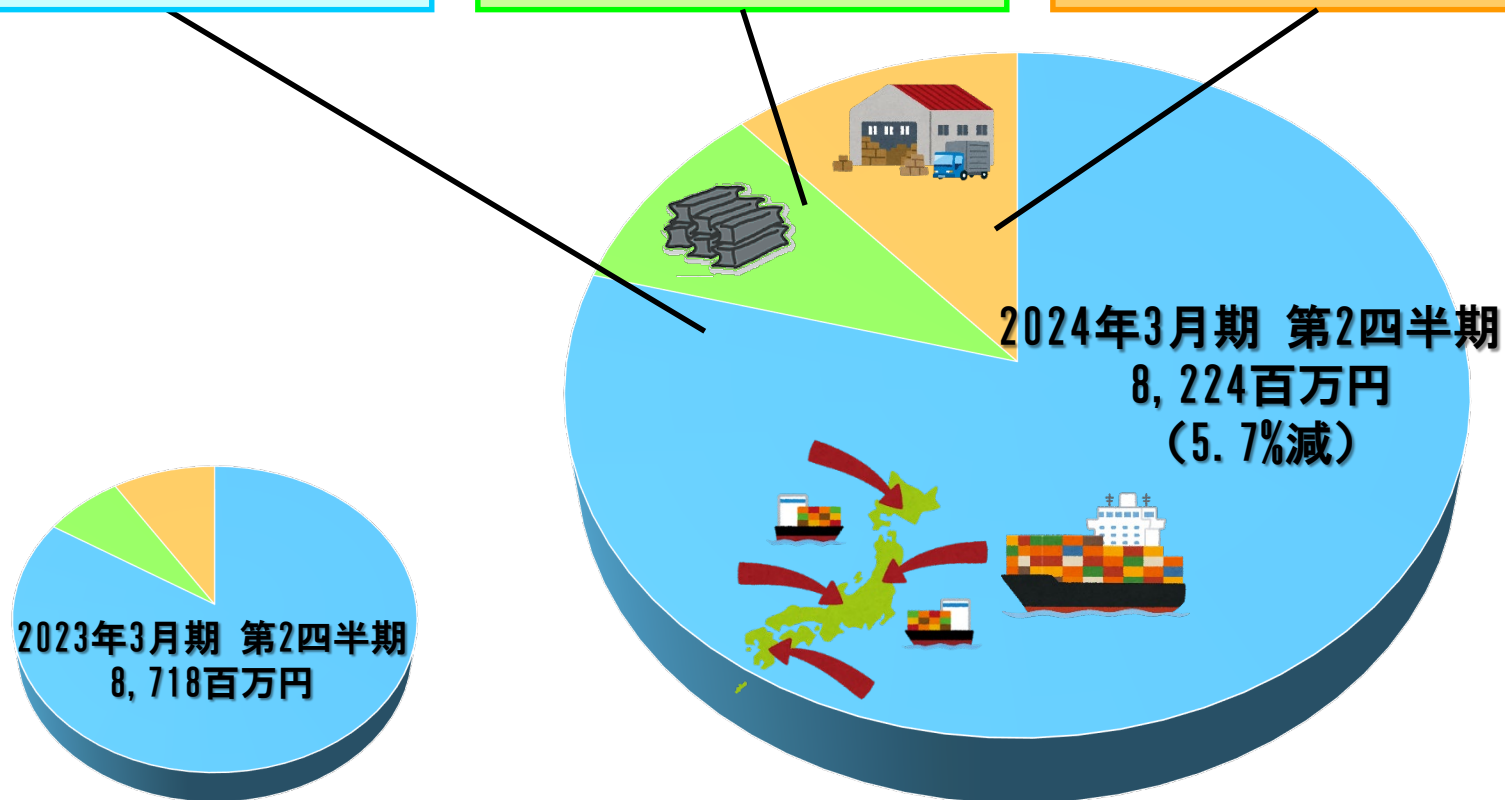 2024年3月期 第2四半期
8,224百万円
(5.7%減)
2023年3月期 第2四半期
8,718百万円